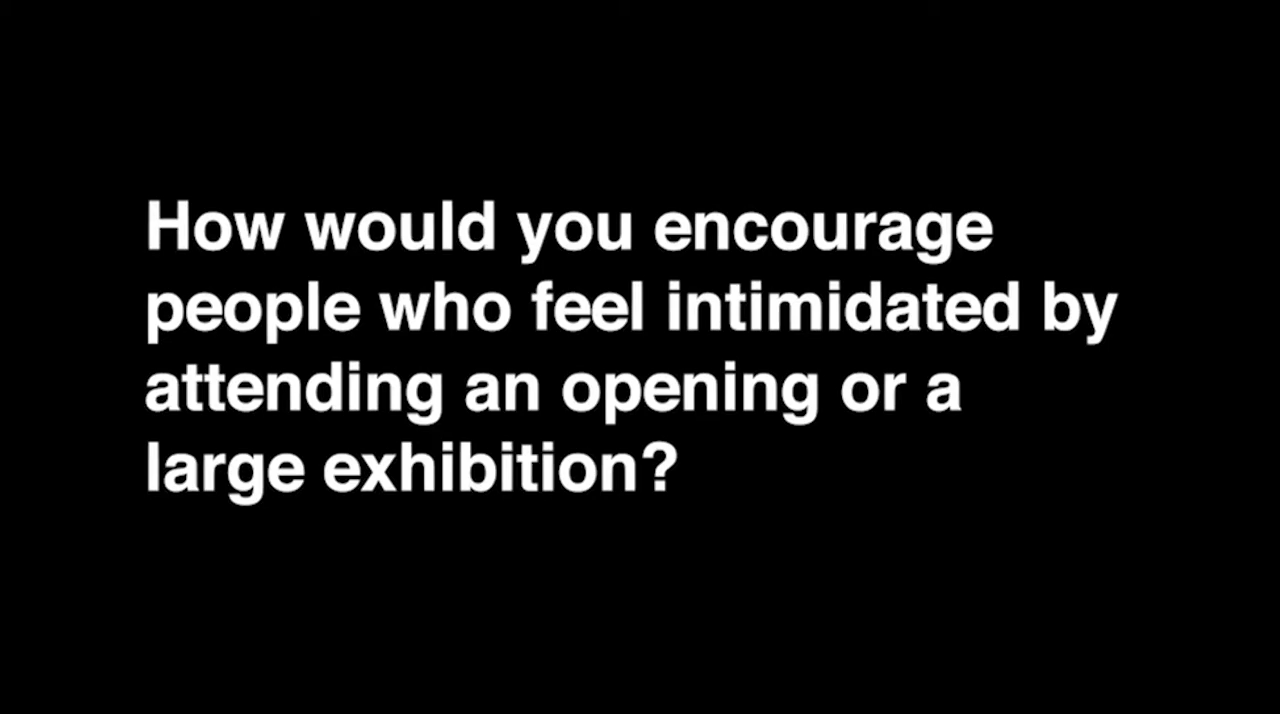 How would you encourage
people who feel intimidated by
attending an opening or a
large exhibition?